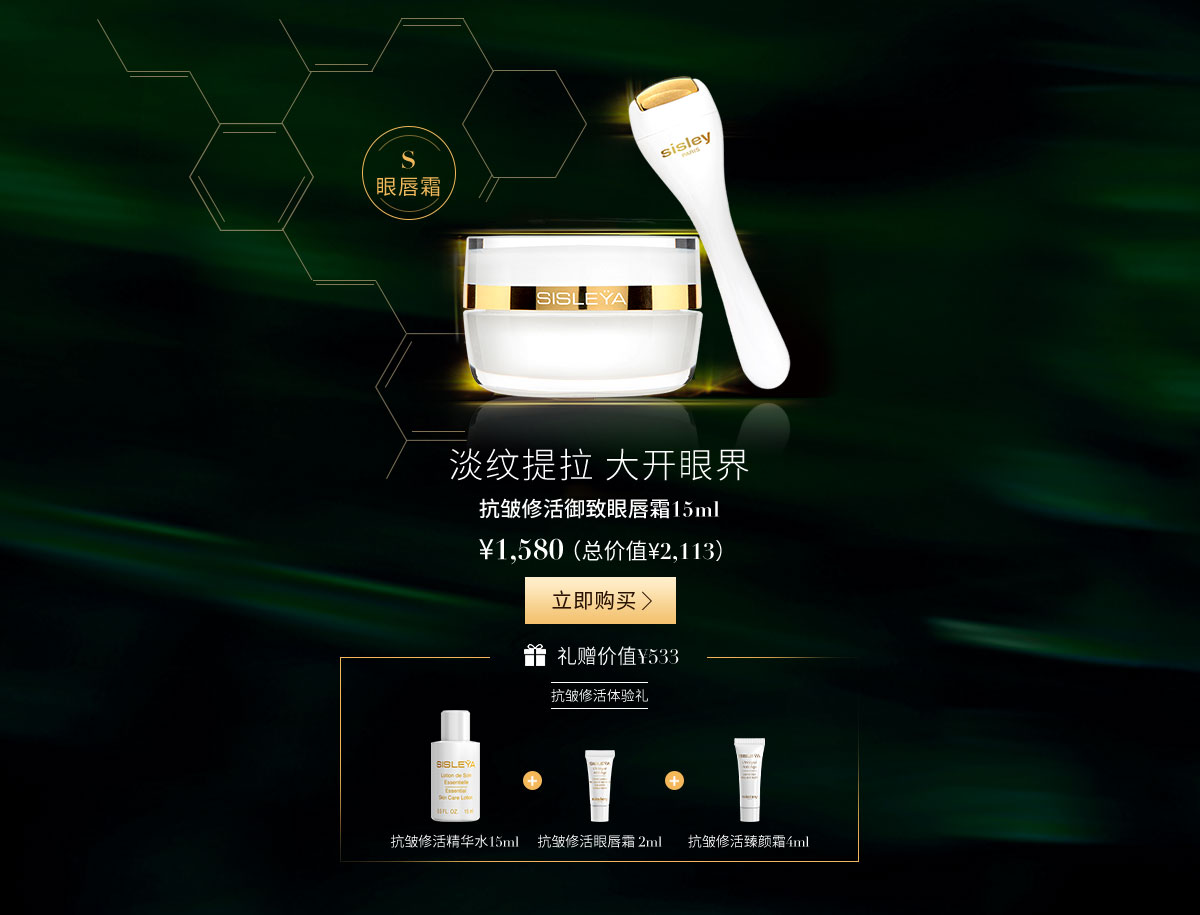 S
眼唇霜
sisley
PARIS
SISLEŸA
淡纹提拉 大开眼界
抗皱修活御致眼唇霜15ml
¥1,580（总价值¥2,113）
立即购买
礼赠价值¥533
抗皱修活体验礼
SISLEŸA
Lotion de Soin
Essentielle
Essential
Skin Care Lotion
SISLEŸA
SISLEŸA
抗皱修活精华水15ml
抗皱修活眼唇霜 2ml
抗皱修活臻颜霜4ml